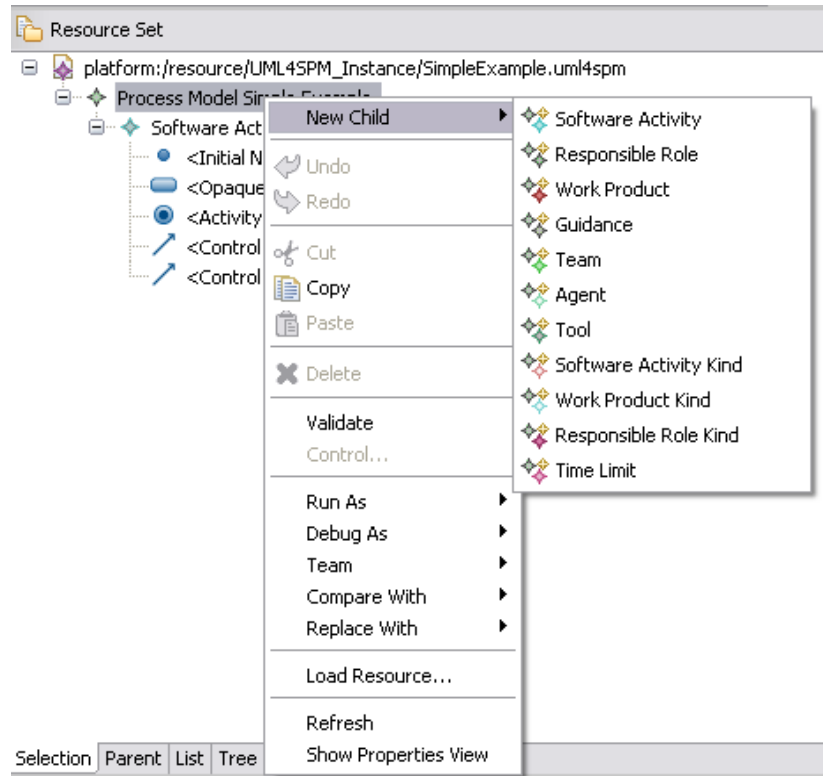 Resource Set
platform:/resource/UML4SPM_Instance/SimpleExample.uml4spm
Process Model Simple Example
Software Act
<Initial N
<Opaque
<Activity
<Control
<Control
New Child
Undo
Redo
Cut
Copy
Paste
Delete
Validate
Control...
Run As
Debug As
Team
Compare With
Replace With
Load Resource...
Refresh
Show Properties View
Software Activity
Responsible Role
Work Product
Guidance
Team
Agent
Tool
Software Activity Kind
Work Product Kind
Responsible Role Kind
Time Limit
Selection Parent List Tree